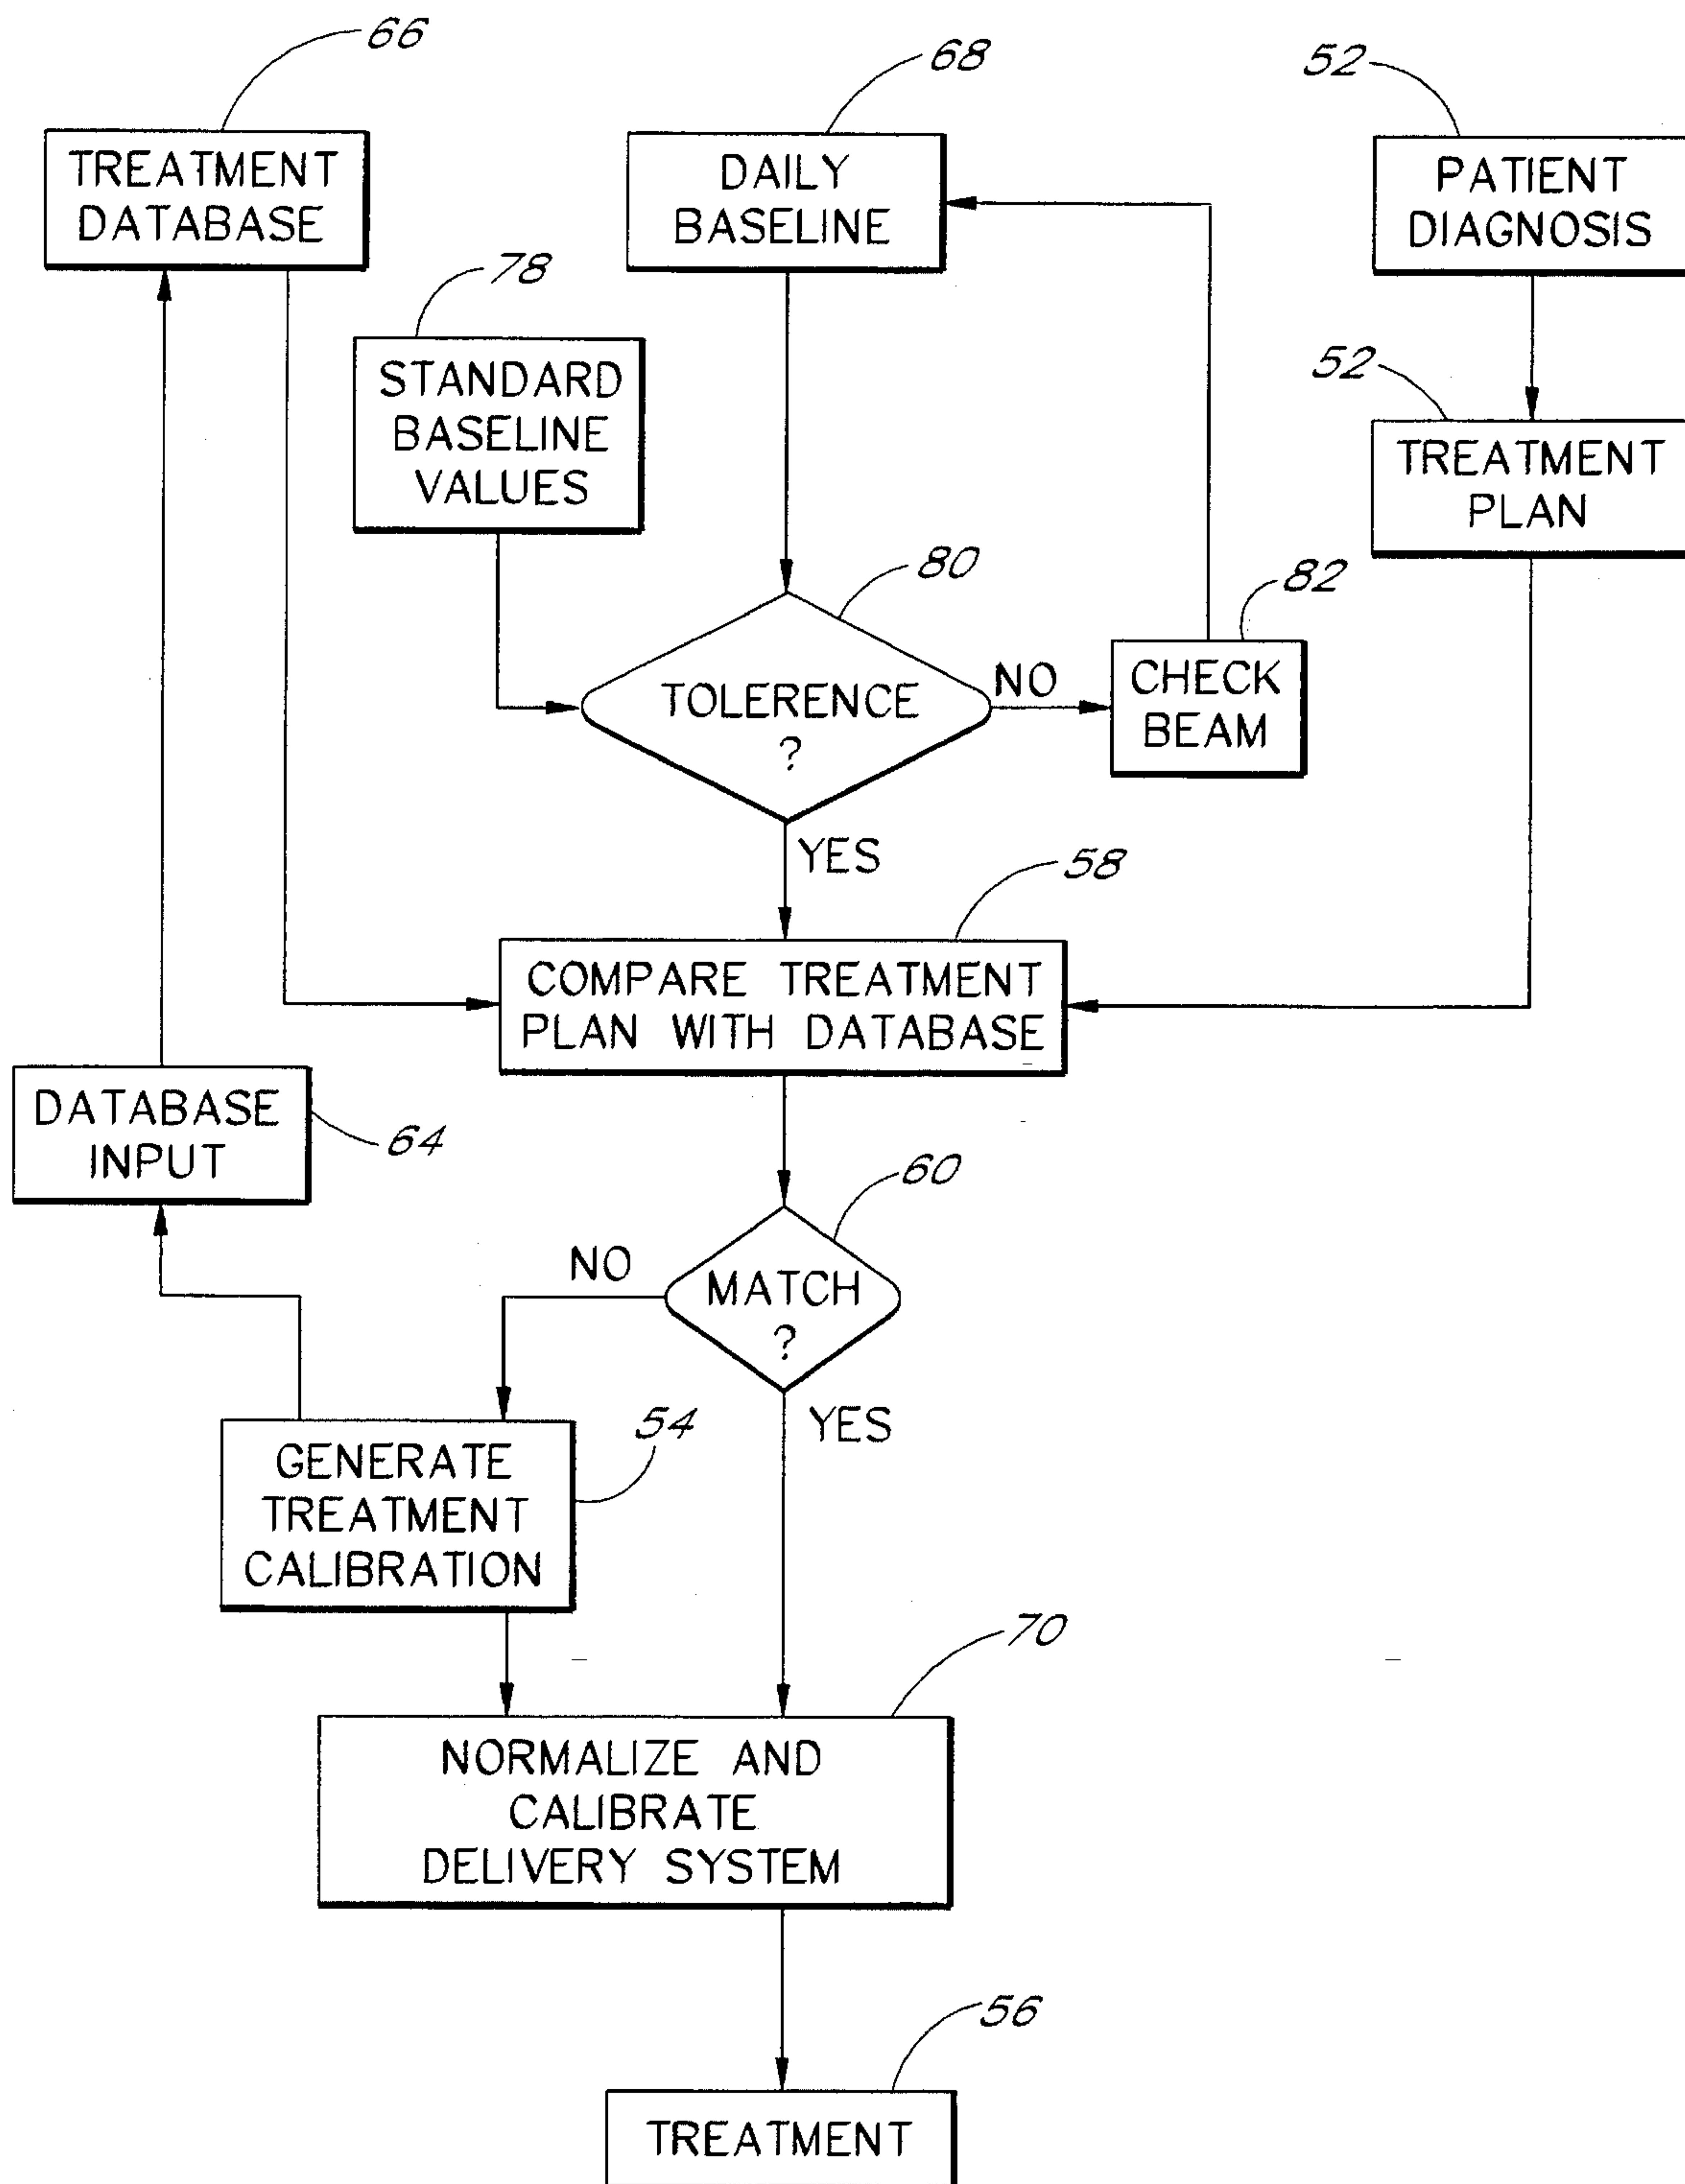 66
68
52
TREATMENT
DATABASE
DAILY
BASELINE
PATIENT
DIAGNOSIS
78
STANDARD
BASELINE
VALUES
52
TREATMENT
PLAN
80
82
TOLERENCE
?
NO
CHECK
BEAM
YES
58
COMPARE TREATMENT
PLAN WITH DATABASE
DATABASE
INPUT
64
60
NO
MATCH
?
YES
54
GENERATE
TREATMENT
CALIBRATION
70
NORMALIZE AND
CALIBRATE
DELIVERY SYSTEM
56
TREATMENT